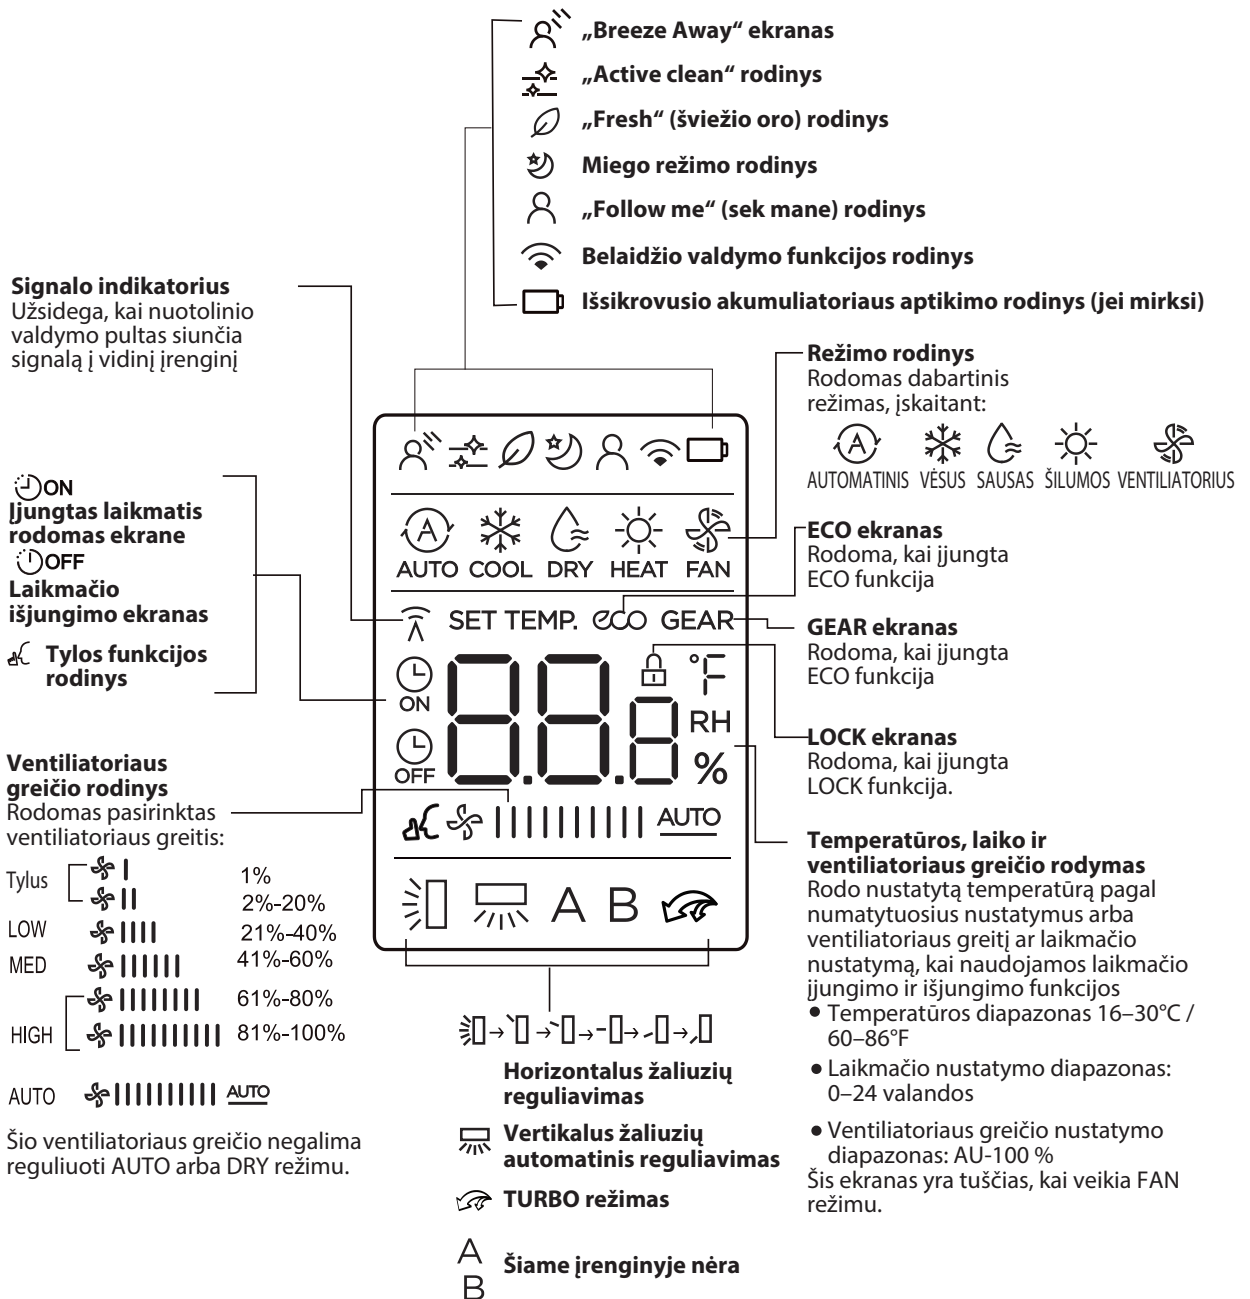 „Breeze Away“ ekranas
„Active clean“ rodinys
„Fresh“ (šviežio oro) rodinys
Miego režimo rodinys
„Follow me“ (sek mane) rodinys
Belaidžio valdymo funkcijos rodinys
Išsikrovusio akumuliatoriaus aptikimo rodinys (jei mirksi)
Signalo indikatorius
Užsidega, kai nuotolinio
valdymo pultas siunčia
signalą į vidinį įrenginį
ON
Įjungtas laikmatis
rodomas ekrane
OFF
Laikmačio
išjungimo ekranas
Tylos funkcijos
rodinys
Ventiliatoriaus
greičio rodinys
Rodomas pasirinktas
ventiliatoriaus greitis:
Tylus
1%
2%-20%
LOW 21%-40%
MED 41%-60%
61%-80%
HIGH 81%-100%
AUTO AUTO
Šio ventiliatoriaus greičio negalima
reguliuoti AUTO arba DRY režimu.
A
AUTO COOL DRY HEAT FAN
SET TEMP. eco GEAR
ON
OFF
88.8
°F
RH
%
AUTO
A B
Horizontalus žaliuzių
reguliavimas
Vertikalus žaliuzių
automatinis reguliavimas
TURBO režimas
A
B
Šiame įrenginyje nėra
Režimo rodinys
Rodomas dabartinis
režimas, įskaitant:
A
AUTOMATINIS VĖSUS SAUSAS ŠILUMOS VENTILIATORIUS
ECO ekranas
Rodoma, kai įjungta
ECO funkcija
GEAR ekranas
Rodoma, kai įjungta
ECO funkcija
LOCK ekranas
Rodoma, kai įjungta
LOCK funkcija.
Temperatūros, laiko ir
ventiliatoriaus greičio rodymas
Rodo nustatytą temperatūrą pagal
numatytuosius nustatymus arba
ventiliatoriaus greitį ar laikmačio
nustatymą, kai naudojamos laikmačio
įjungimo ir išjungimo funkcijos
• Temperatūros diapazonas 16–30°C /
60–86°F
• Laikmačio nustatymo diapazonas:
0–24 valandos
• Ventiliatoriaus greičio nustatymo
diapazonas: AU-100 %
Šis ekranas yra tuščias, kai veikia FAN
režimu.